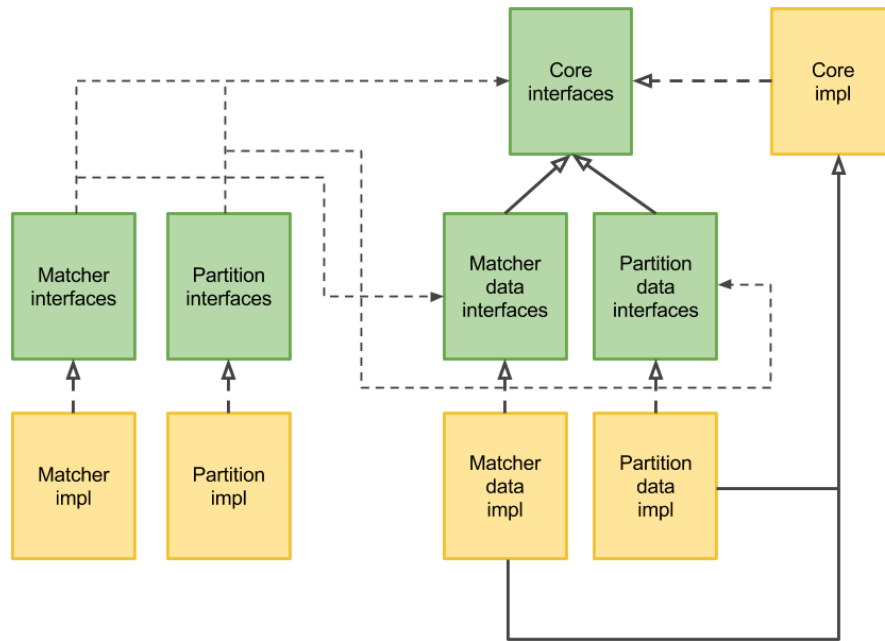 Core
interfaces
Core
impl
Matcher
interfaces
Partition
interfaces
Matcher
data
interfaces
Partition
data
interfaces
Matcher
impl
Partition
impl
Matcher
data
impl
Partition
data
impl